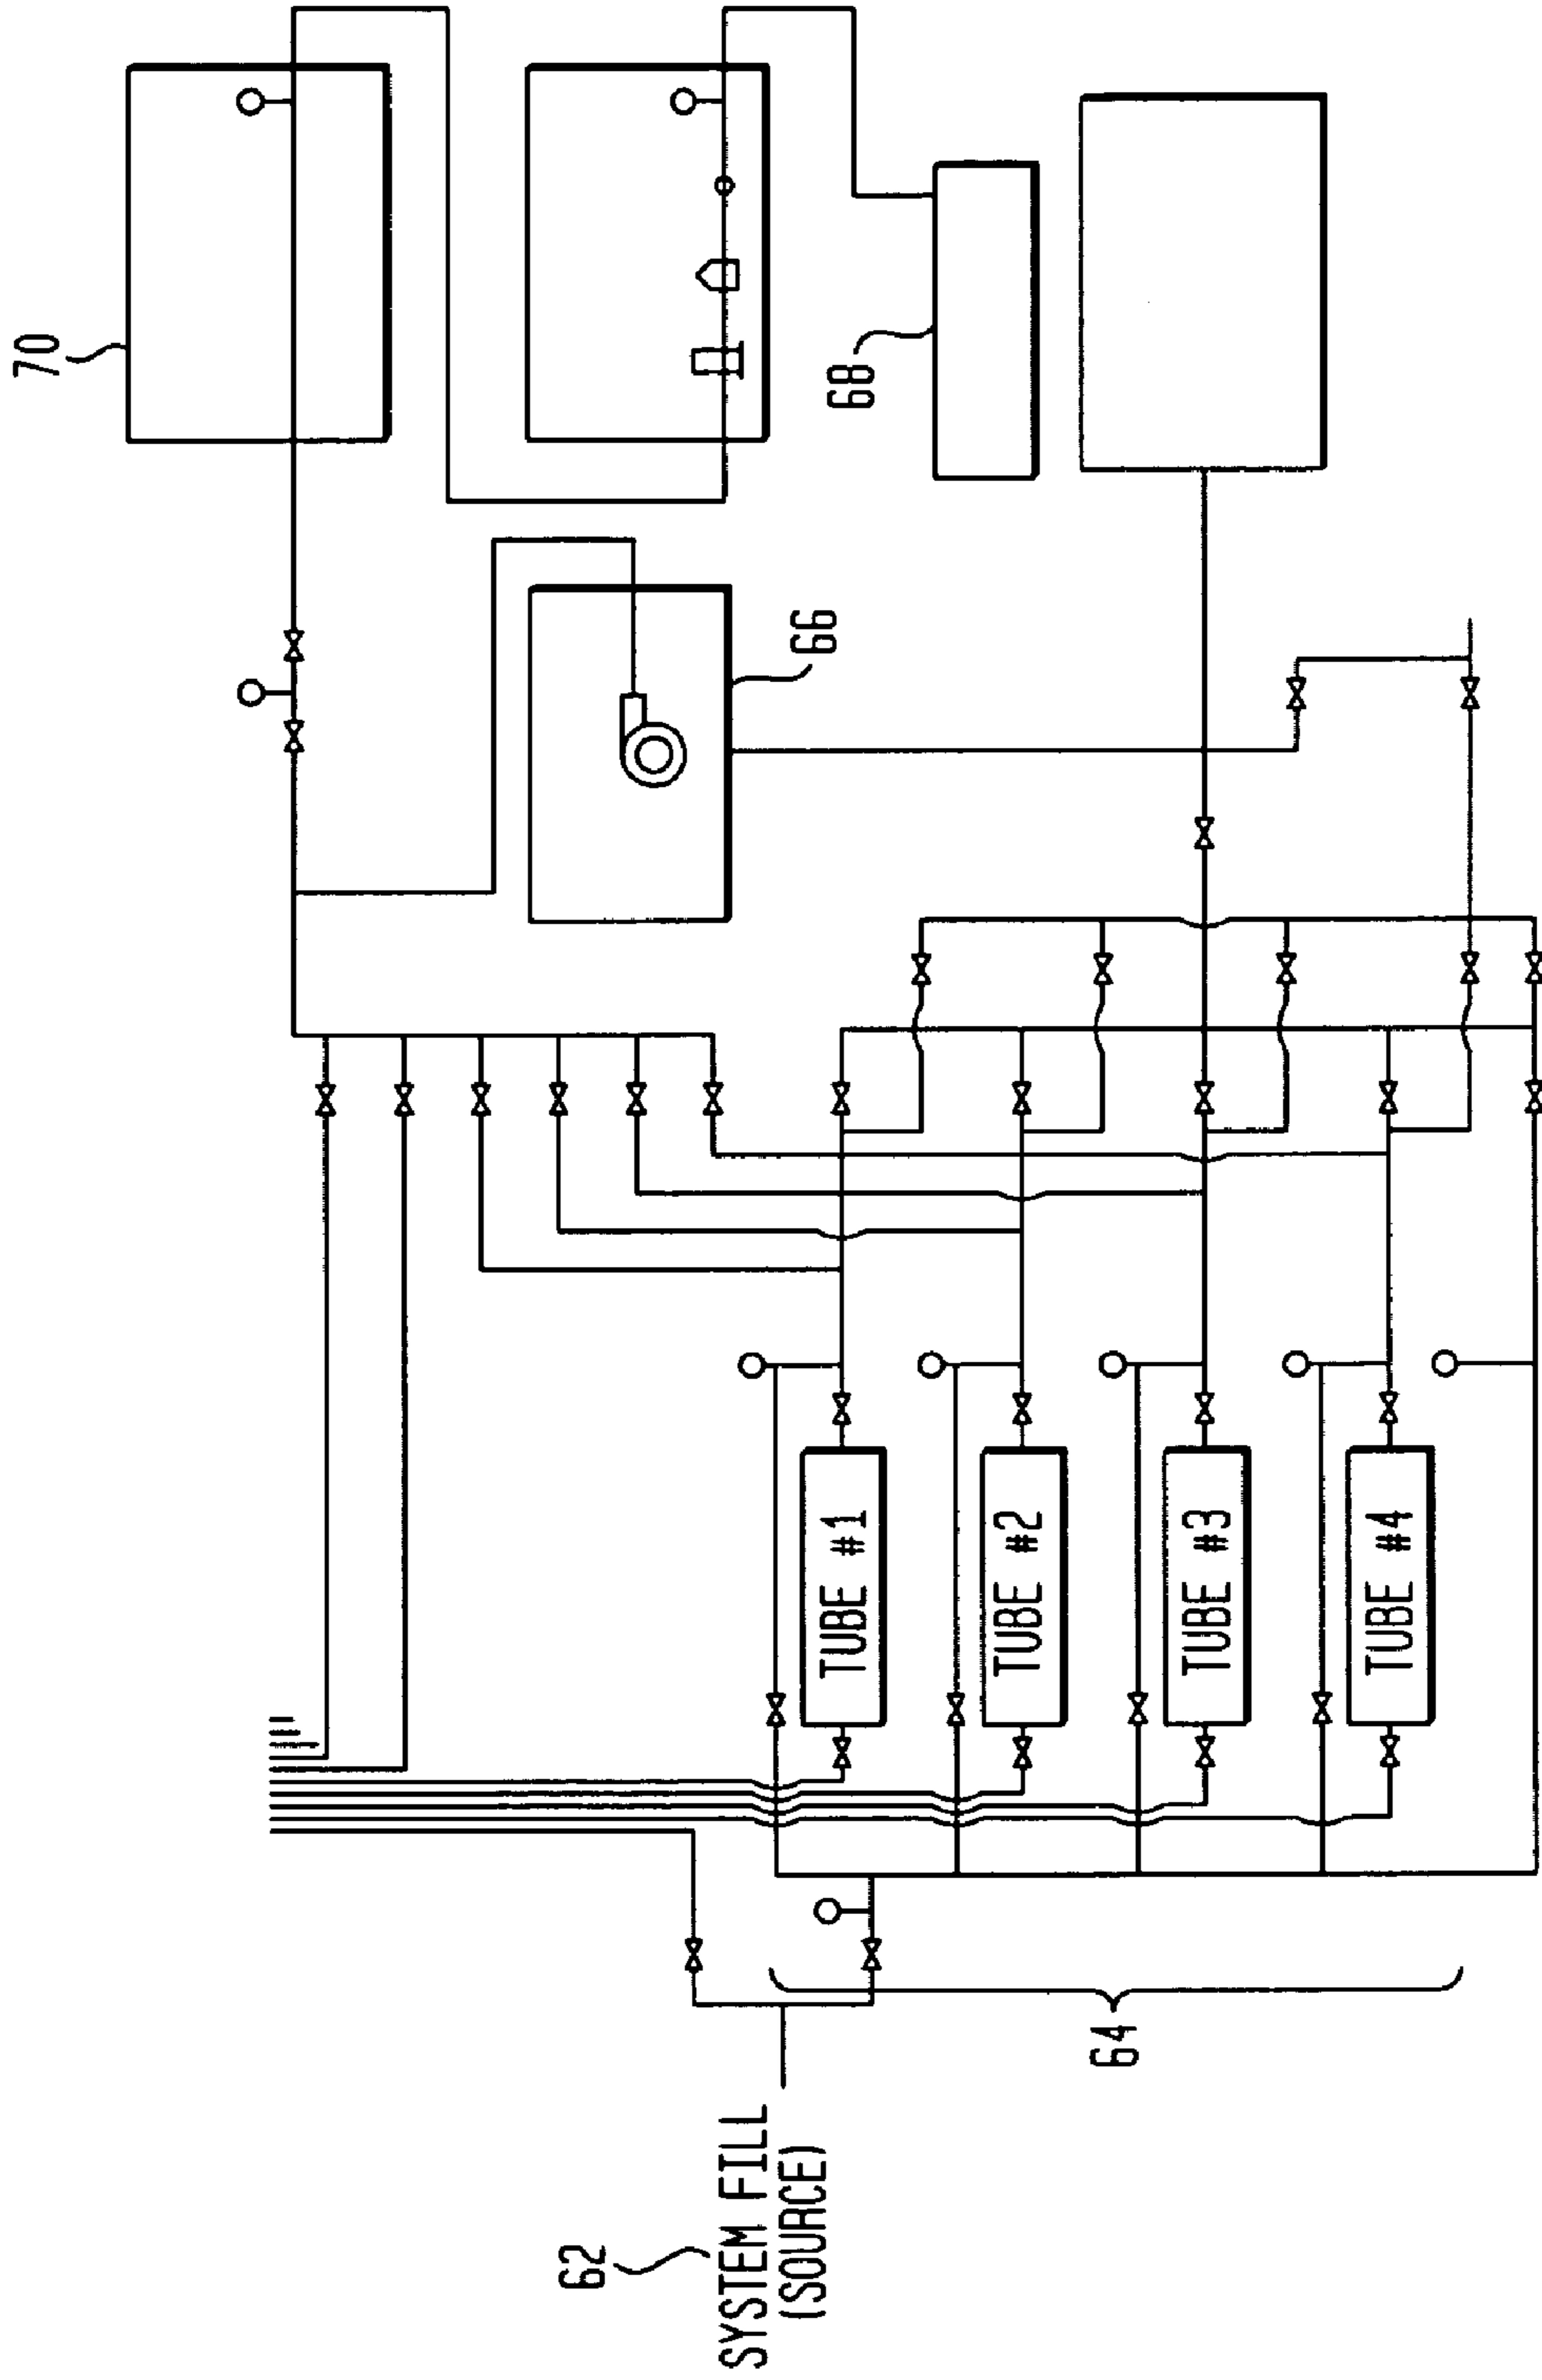 62
SYSTEM FILL
(SOURCE)
64
TUBE #1
TUBE #2
TUBE #3
TUBE #4
66
68
70